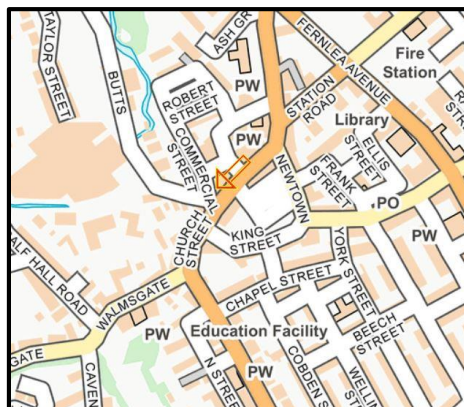 TAYLOR STREET
BUTTS
ASH GR
FERNLEA AVENUE
Fire
Station
PW
ROBERT
STREET
COMMERCIAL
STREET
PW
STATION
ROAD
Library
ELLIS
STREET
FRANK
STREET
NEWTOWN
PO
CHURCH
STREET
KING
STREET
PW
YORK STREET
HALF HALL ROAD
WALMSGATE
CHAPEL STREET
BEECH
STREET
PW
Education Facility
GATE
CAVEN
N STREE
PW
COBDEN S
WELLI